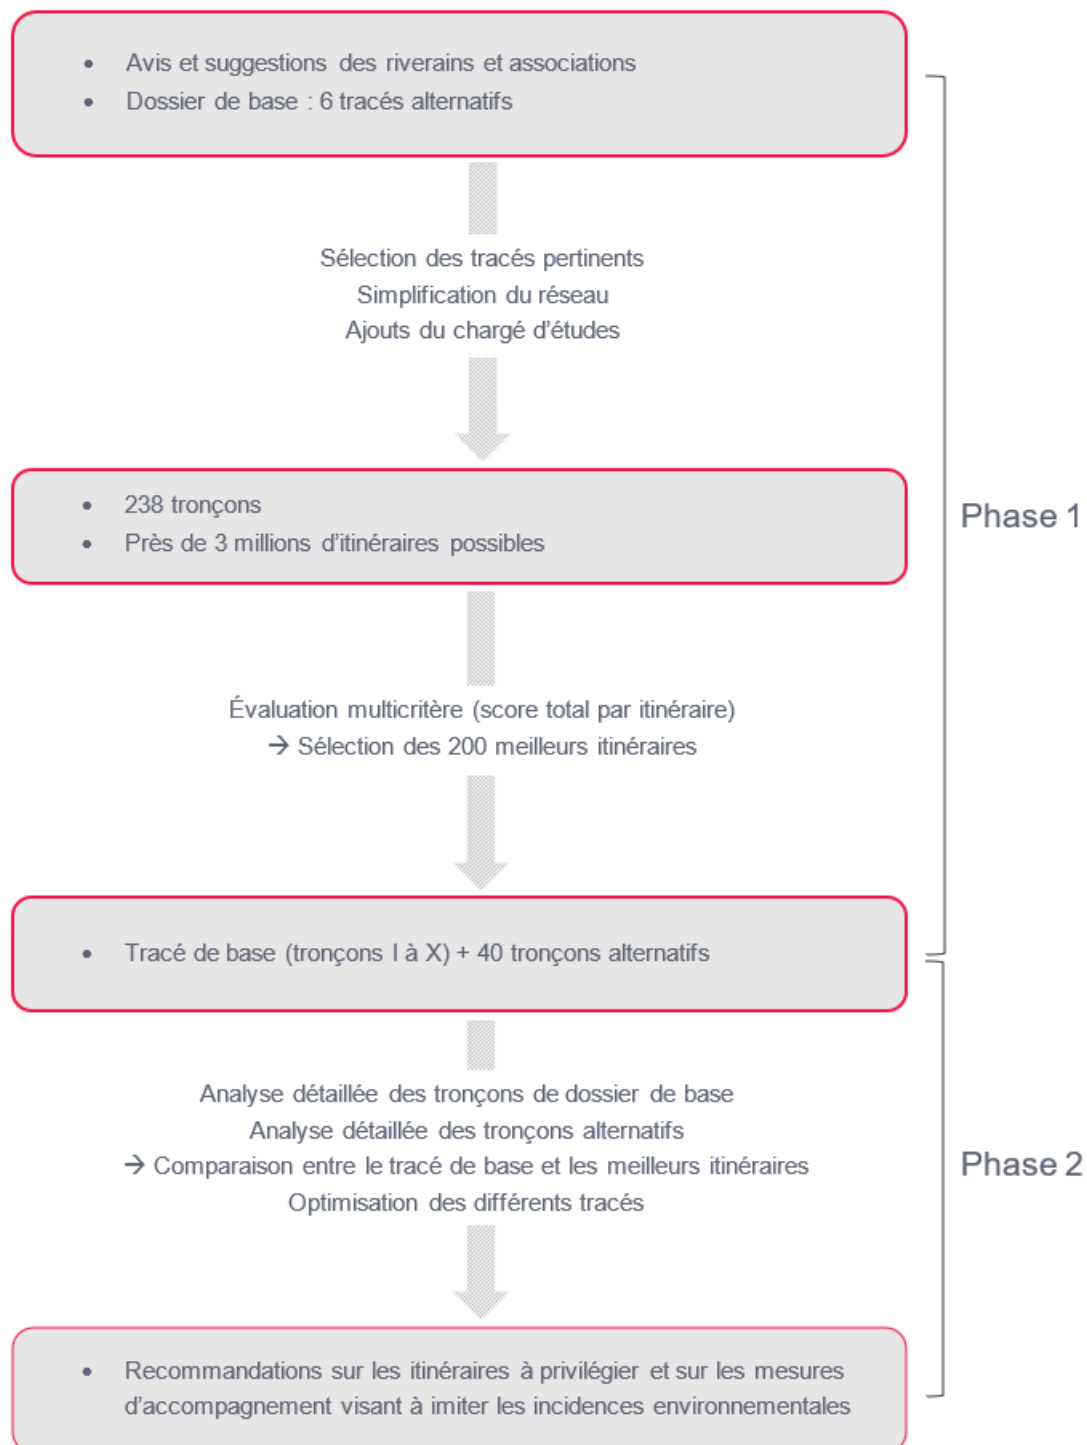 • Avis et suggestions des riverains et associations
• Dossier de base : 6 tracés alternatifs
Sélection des tracés pertinents
Simplification du réseau
Ajouts du chargé d'études
• 238 tronçons
• Près de 3 millions d'itinéraires possibles
Phase 1
Évaluation multicritère (score total par itinéraire)
→ Sélection des 200 meilleurs itinéraires
• Tracé de base (tronçons I à X) + 40 tronçons alternatifs
Analyse détaillée des tronçons de dossier de base
Analyse détaillée des tronçons alternatifs
→ Comparaison entre le tracé de base et les meilleurs itinéraires
Optimisation des différents tracés
Phase 2
• Recommandations sur les itinéraires à privilégier et sur les mesures
d'accompagnement visant à imiter les incidences environnementales